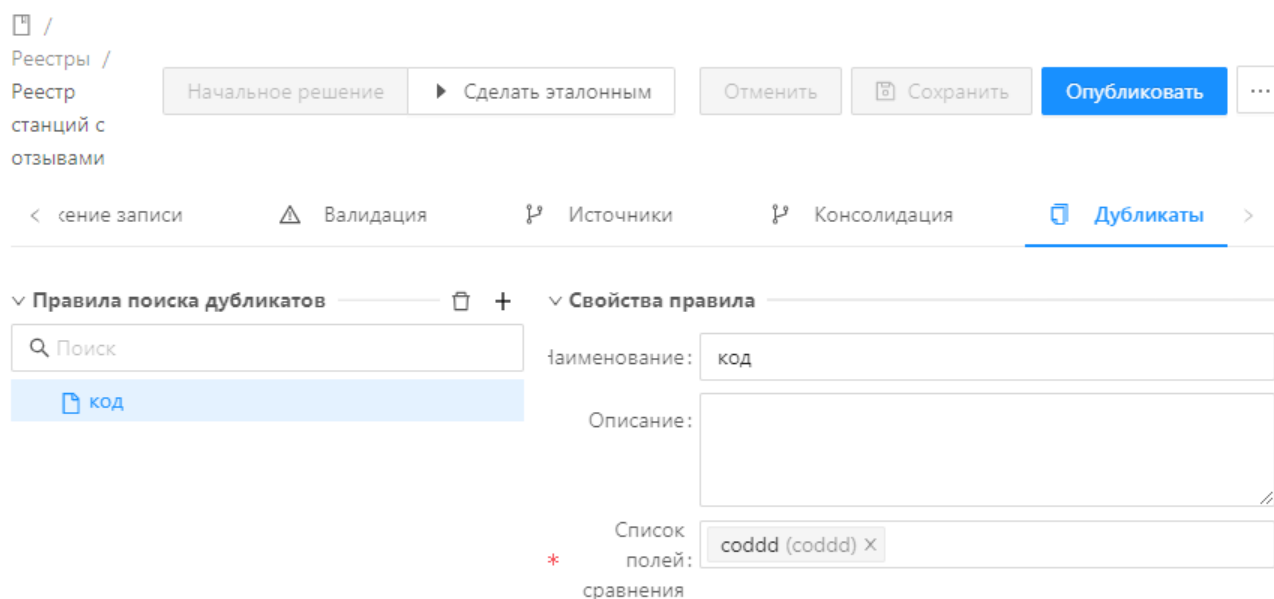 /
Реестры /
Реестр
станций с
отзывами
Начальное решение
Сделать эталонным
Отменить
Сохранить
Опубликовать
...
< кение записи
Валидация
Источники
Консолидация
Дубликаты >
Правила поиска дубликатов +
Поиск
код
Свойства правила
Наименование: код
Описание:
Список
* полей:
сравнения
coddd (coddd) ×